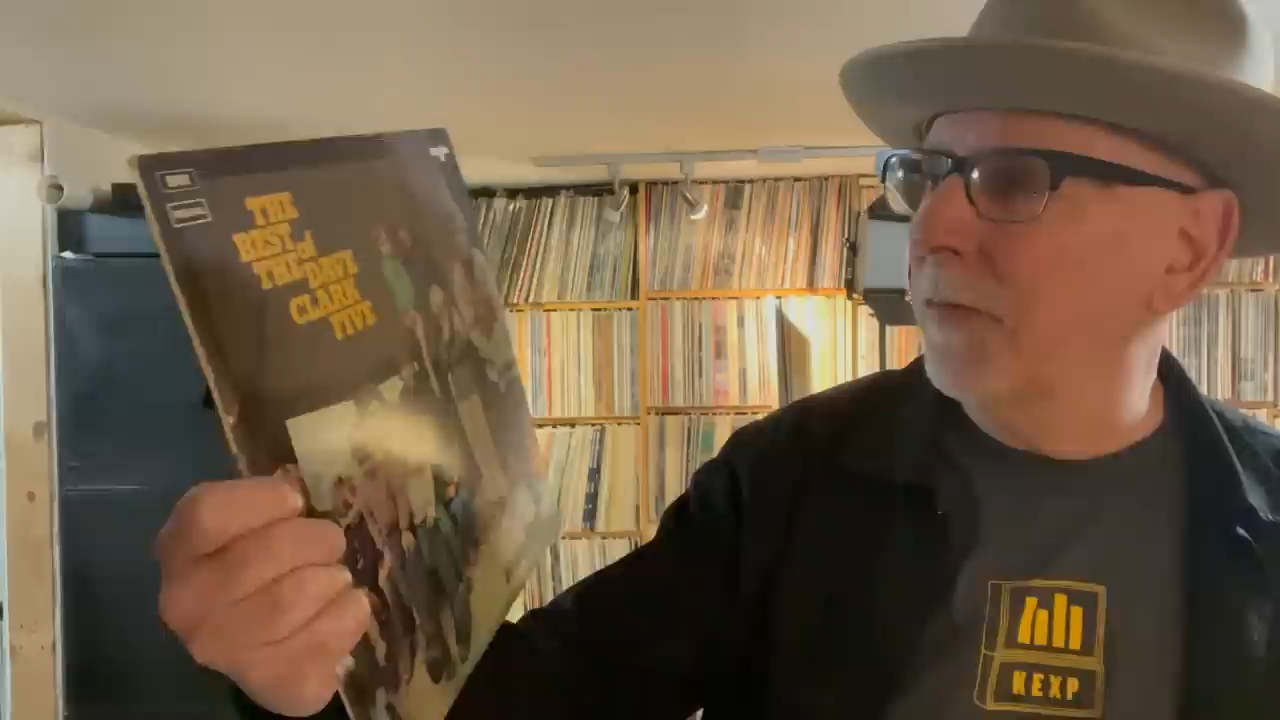 THE
BEST of
THE DAVE
CLARK
FIVE
KEXP